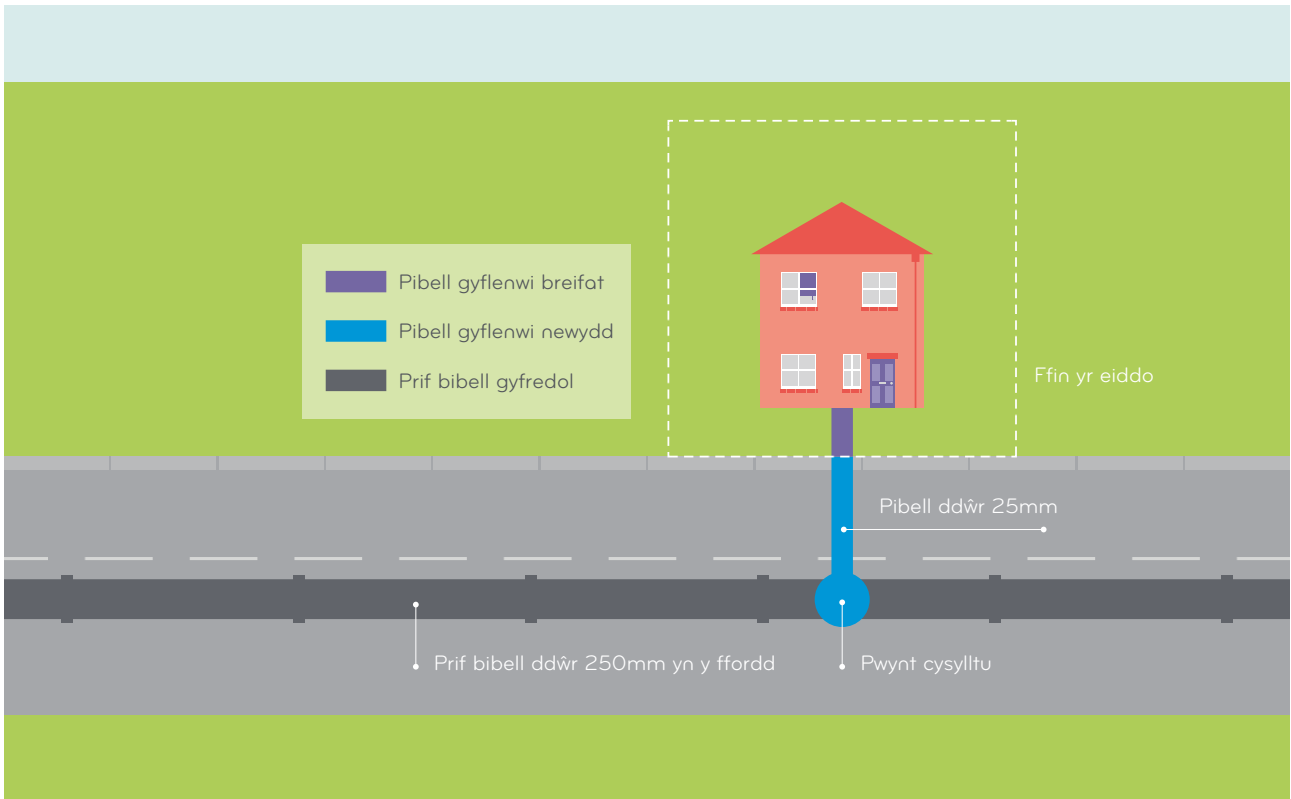 Pibell gyflenwi breifat
Pibell gyflenwi newydd
Prif bibell gyfredol
Ffin yr eiddo
Pibell ddŵr 25mm
Prif bibell ddŵr 250mm yn y ffordd
Pwynt cysylltu